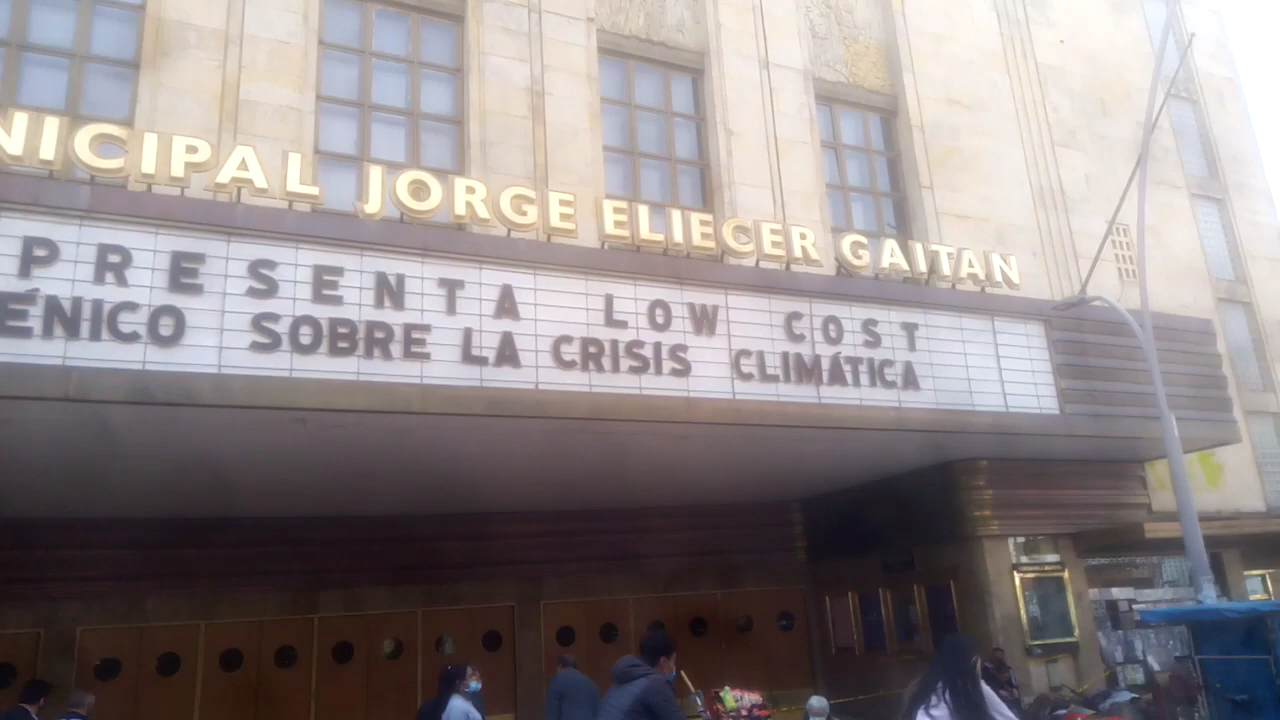 NICIPAL JORGE ELIECER GAITAN
PRESENTA LOW COST
ÉNICO SOBRE LA CRISIS CLIMÁTICA